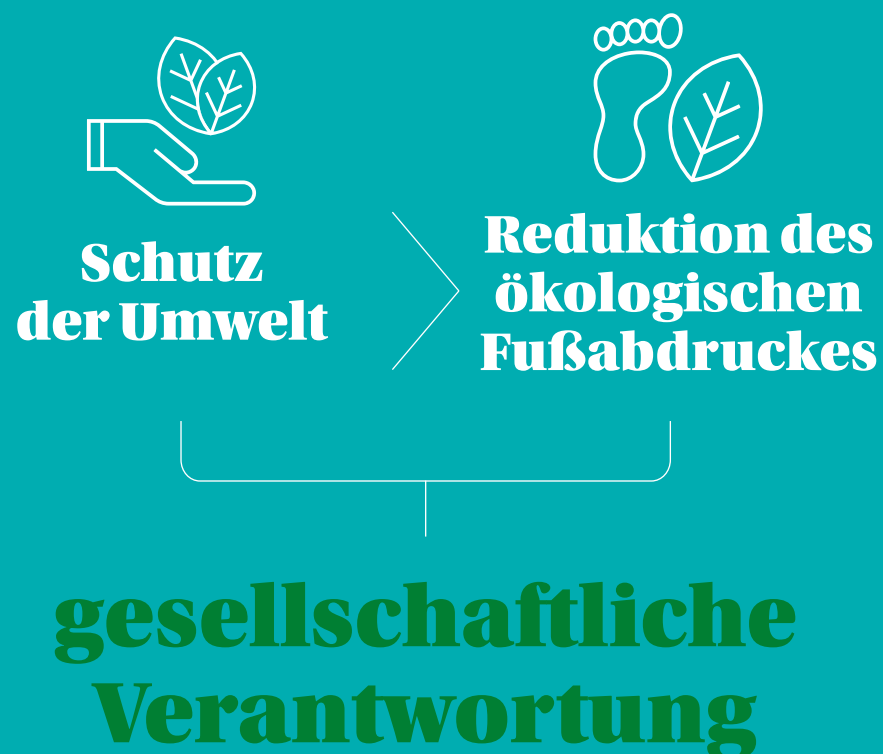 Schutz
der Umwelt
Reduktion des
ökologischen
Fußabdruckes
gesellschaftliche
Verantwortung